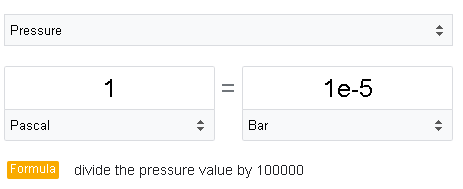 Pressure
1 = 1e-5
Pascal Bar
Formula divide the pressure value by 100000